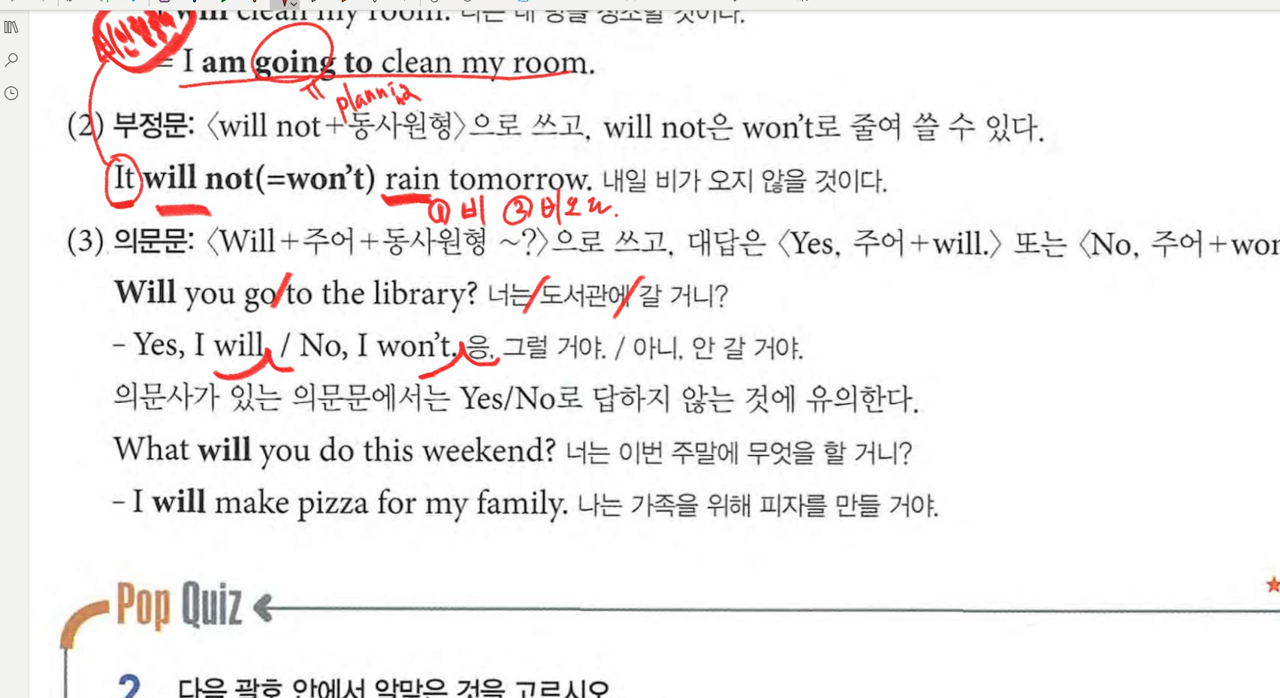 will clean my room. 나는 내 방을 청소할 것이다.
비인칭주어
= I am going to clean my room.
planning
(2) 부정문: 〈will not+동사원형〉으로 쓰고, will not은 won't로 줄여 쓸 수 있다.
It will not(=won't) rain tomorrow. 내일 비가 오지 않을 것이다.
① 비 ② 비오다.
(3) 의문문: 〈Will+주어+동사원형 ~?〉으로 쓰고, 대답은 〈Yes, 주어+will.〉 또는 〈No, 주어+won
Will you go to the library? 너는 도서관에 갈 거니?
– Yes, I will. / No, I won't. 응, 그럴 거야. / 아니, 안 갈 거야.
의문사가 있는 의문문에서는 Yes/No로 답하지 않는 것에 유의한다.
What will you do this weekend? 너는 이번 주말에 무엇을 할 거니?
– I will make pizza for my family. 나는 가족을 위해 피자를 만들 거야.
Pop Quiz
2 다음 괄호 안에서 알맞은 것을 고르시오